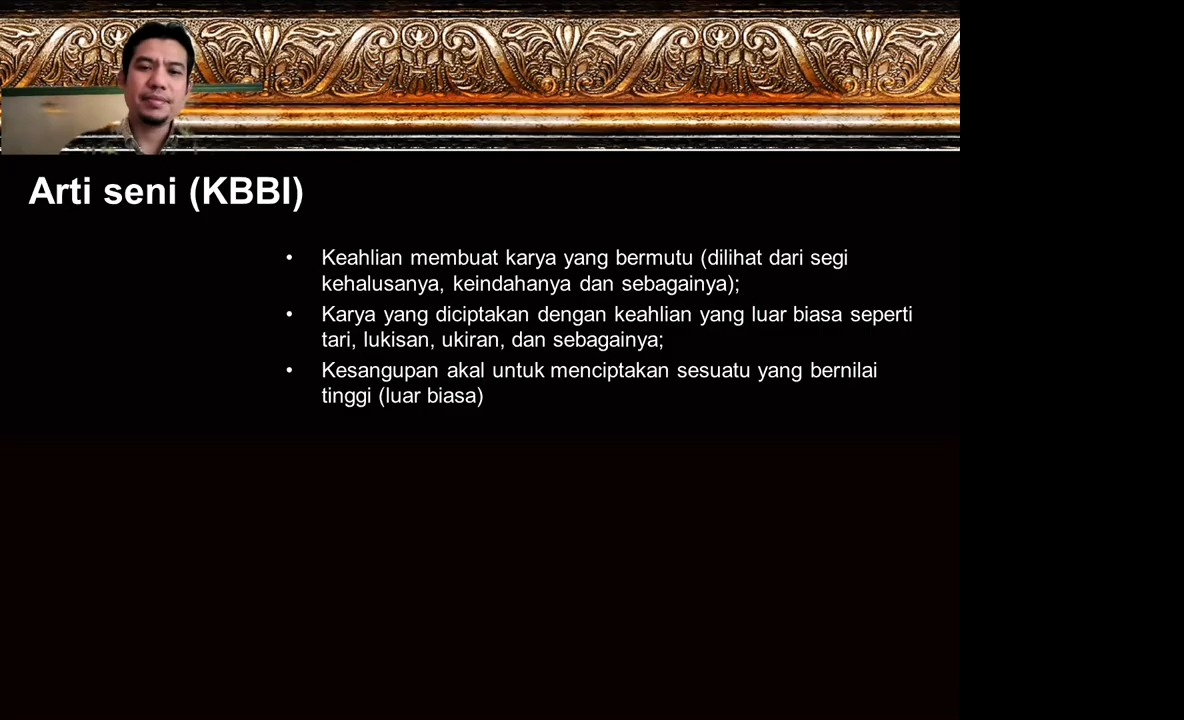 Arti seni (KBBI)
• Keahlian membuat karya yang bermutu (dilihat dari segi
kehalusanya, keindahanya dan sebagainya);
• Karya yang diciptakan dengan keahlian yang luar biasa seperti
tari, lukisan, ukiran, dan sebagainya;
• Kesangupan akal untuk menciptakan sesuatu yang bernilai
tinggi (luar biasa)